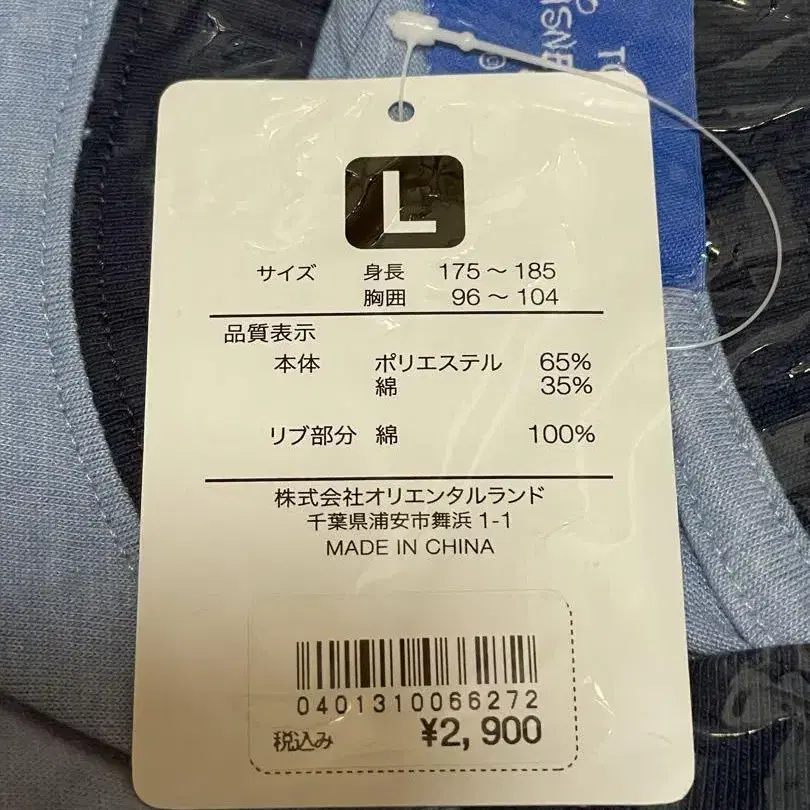 L
サイズ 身長 175～185
胸囲 96～104
品質表示
本体 ポリエステル 65%
綿 35%
リブ部分 綿 100%
株式会社オリエンタルランド
千葉県浦安市舞浜1-1
MADE IN CHINA
0401310066272
税込み ¥2,900